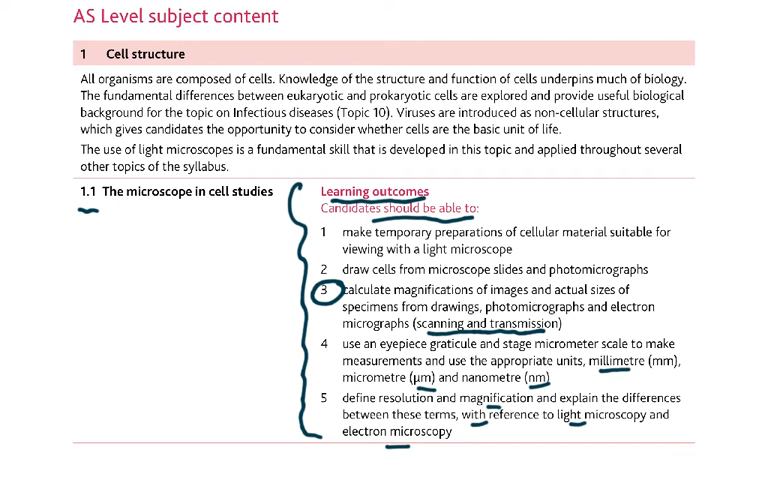 AS Level subject content
1 Cell structure
All organisms are composed of cells. Knowledge of the structure and function of cells underpins much of biology.
The fundamental differences between eukaryotic and prokaryotic cells are explored and provide useful biological
background for the topic on Infectious diseases (Topic 10). Viruses are introduced as non-cellular structures,
which gives candidates the opportunity to consider whether cells are the basic unit of life.
The use of light microscopes is a fundamental skill that is developed in this topic and applied throughout several
other topics of the syllabus.
1.1 The microscope in cell studies
Learning outcomes
Candidates should be able to:
1 make temporary preparations of cellular material suitable for
viewing with a light microscope
2 draw cells from microscope slides and photomicrographs
3 calculate magnifications of images and actual sizes of
specimens from drawings, photomicrographs and electron
micrographs (scanning and transmission)
4 use an eyepiece graticule and stage micrometer scale to make
measurements and use the appropriate units, millimetre (mm),
micrometre (µm) and nanometre (nm)
5 define resolution and magnification and explain the differences
between these terms, with reference to light microscopy and
electron microscopy